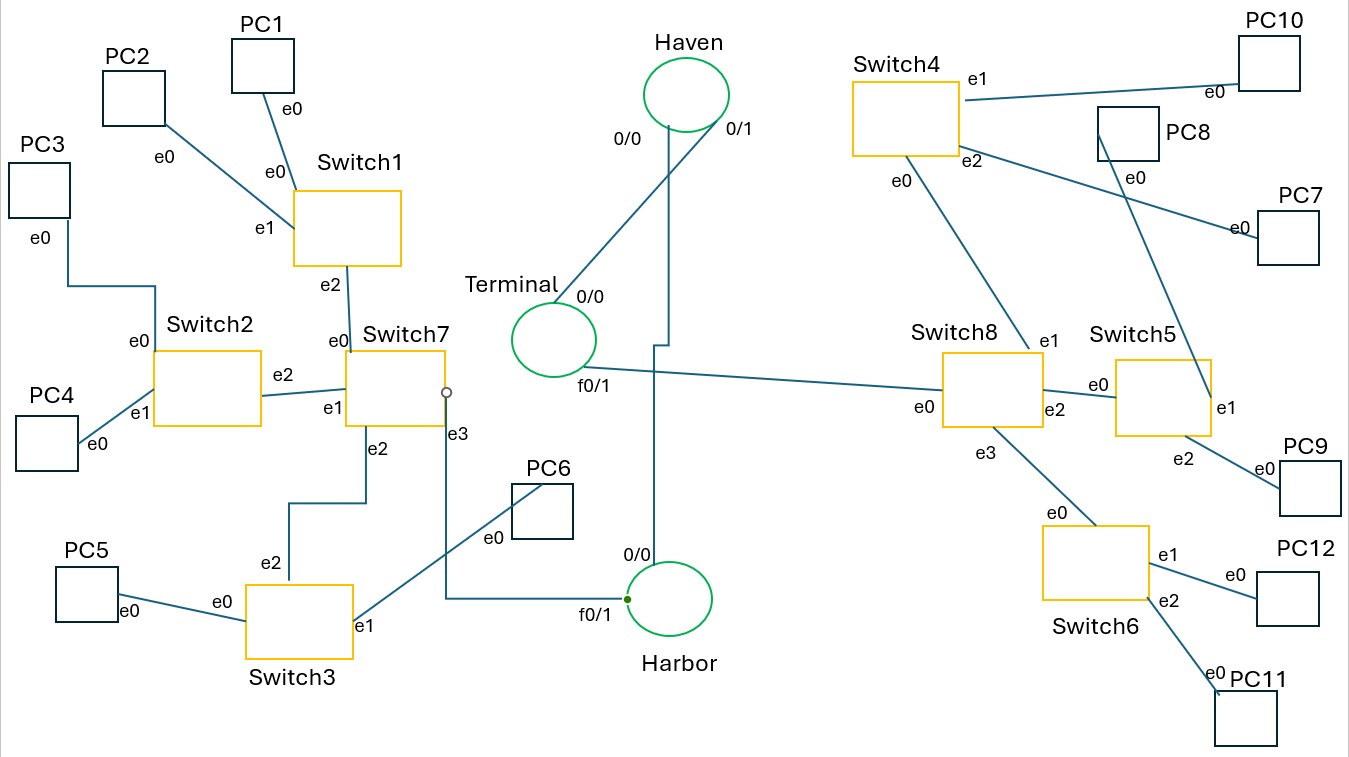 PC1
PC2
PC3
e0
e0
e0
e0
Switch1
e1
e2
Switch2
e0
Switch7
e0
e2
e1
PC4
e1
e0
e2
e3
PC5
e0
e0
e2
e1
Switch3
PC6
e0
Haven
0/0
0/1
Terminal
0/0
f0/1
0/0
f0/1
Harbor
Switch4
e1
e0
PC10
PC8
e0
e2
e0
PC7
e0
Switch8
e1
Switch5
e0
e0
e2
e1
e3
e2
PC9
e0
e0
e1
PC12
e0
e2
Switch6
e0
PC11